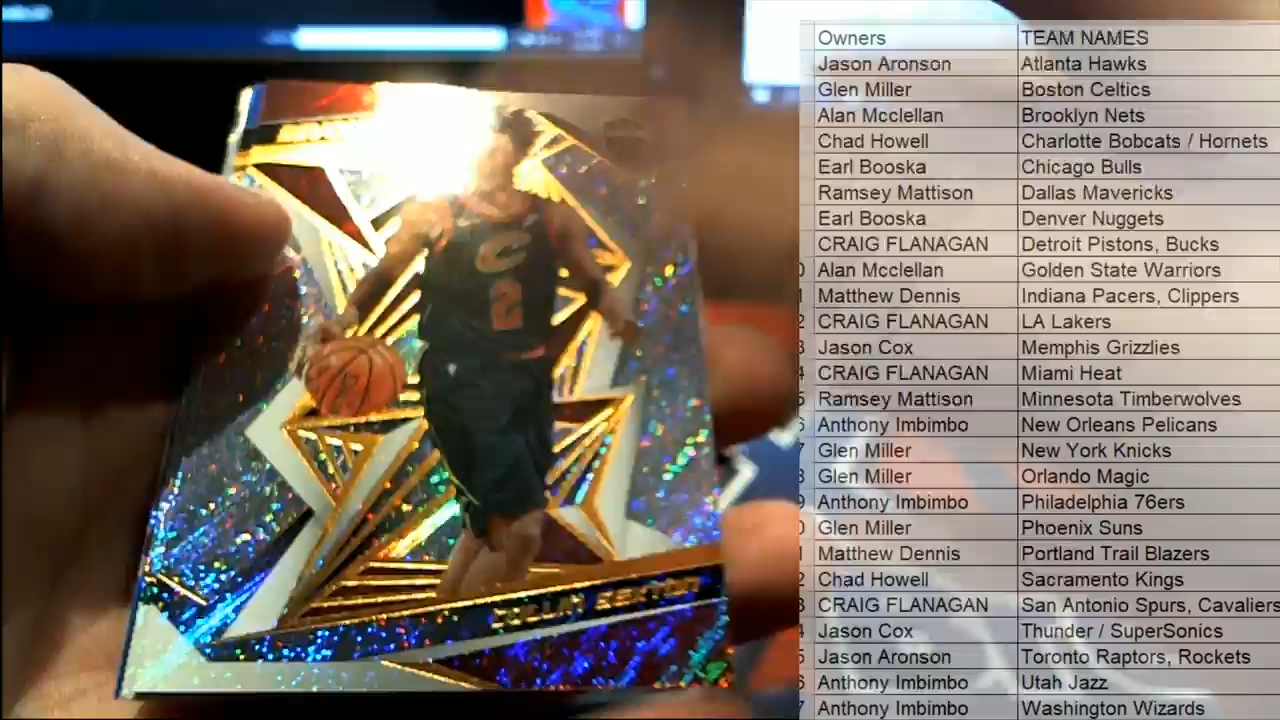 C
2
COLLIN SEXTON
Owners TEAM NAMES
Jason Aronson Atlanta Hawks
Glen Miller Boston Celtics
Alan Mcclellan Brooklyn Nets
Chad Howell Charlotte Bobcats / Hornets
Earl Booska Chicago Bulls
Ramsey Mattison Dallas Mavericks
Earl Booska Denver Nuggets
CRAIG FLANAGAN Detroit Pistons, Bucks
Alan Mcclellan Golden State Warriors
Matthew Dennis Indiana Pacers, Clippers
CRAIG FLANAGAN LA Lakers
Jason Cox Memphis Grizzlies
CRAIG FLANAGAN Miami Heat
Ramsey Mattison Minnesota Timberwolves
Anthony Imbimbo New Orleans Pelicans
Glen Miller New York Knicks
Glen Miller Orlando Magic
Anthony Imbimbo Philadelphia 76ers
Glen Miller Phoenix Suns
Matthew Dennis Portland Trail Blazers
Chad Howell Sacramento Kings
CRAIG FLANAGAN San Antonio Spurs, Cavaliers
Jason Cox Thunder / SuperSonics
Jason Aronson Toronto Raptors, Rockets
Anthony Imbimbo Utah Jazz
Anthony Imbimbo Washington Wizards